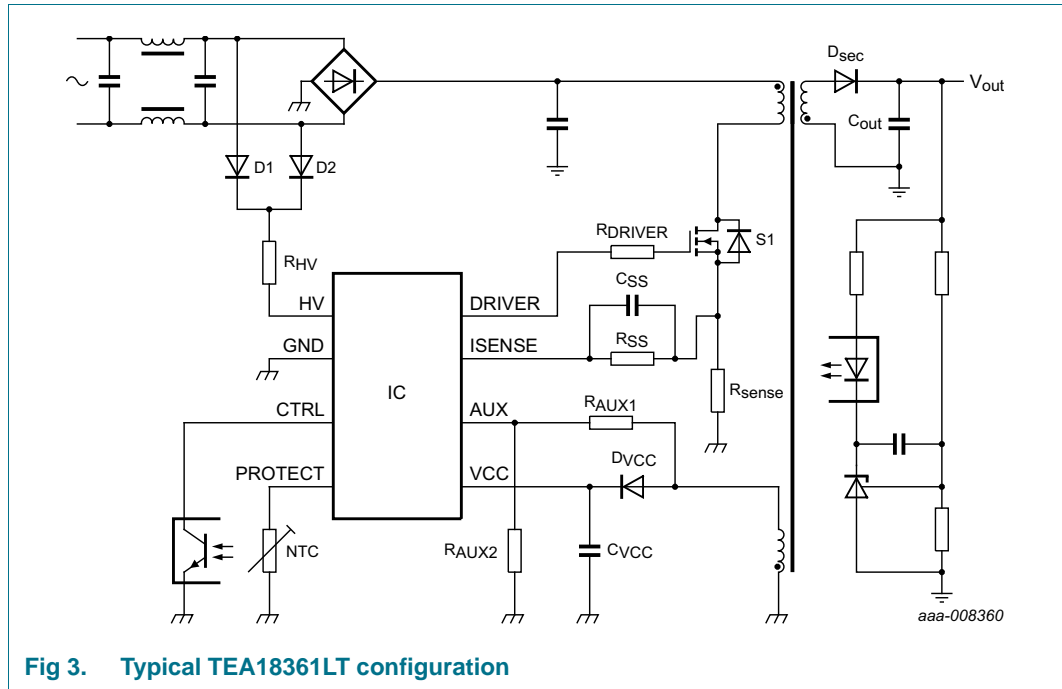 Dsec
Vout
Cout
D1
D2
RDRIVER
S1
RHV
CSS
HV
DRIVER
RSS
GND
ISENSE
IC
Rsense
CTRL
AUX
RAUX1
DVCC
PROTECT
VCC
NTC
RAUX2
CVCC
aaa-008360
Fig 3. Typical TEA18361LT configuration